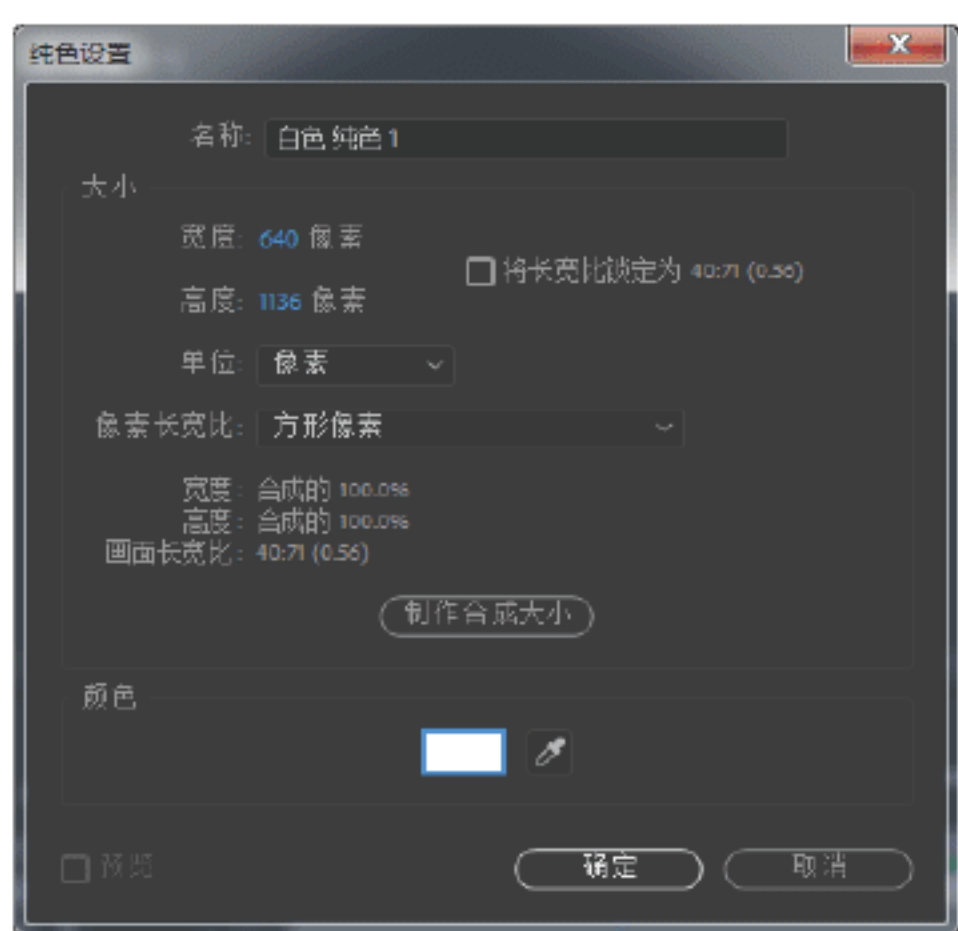 纯色设置
名称: 白色 纯色 1
大小
宽度: 640 像素
将长宽比锁定为 40:71 (0.56)
高度: 1136 像素
单位: 像素
像素长宽比: 方形像素
宽度: 合成的 100.0%
高度: 合成的 100.0%
画面长宽比: 40:71 (0.56)
制作合成大小
颜色
预览
确定
取消